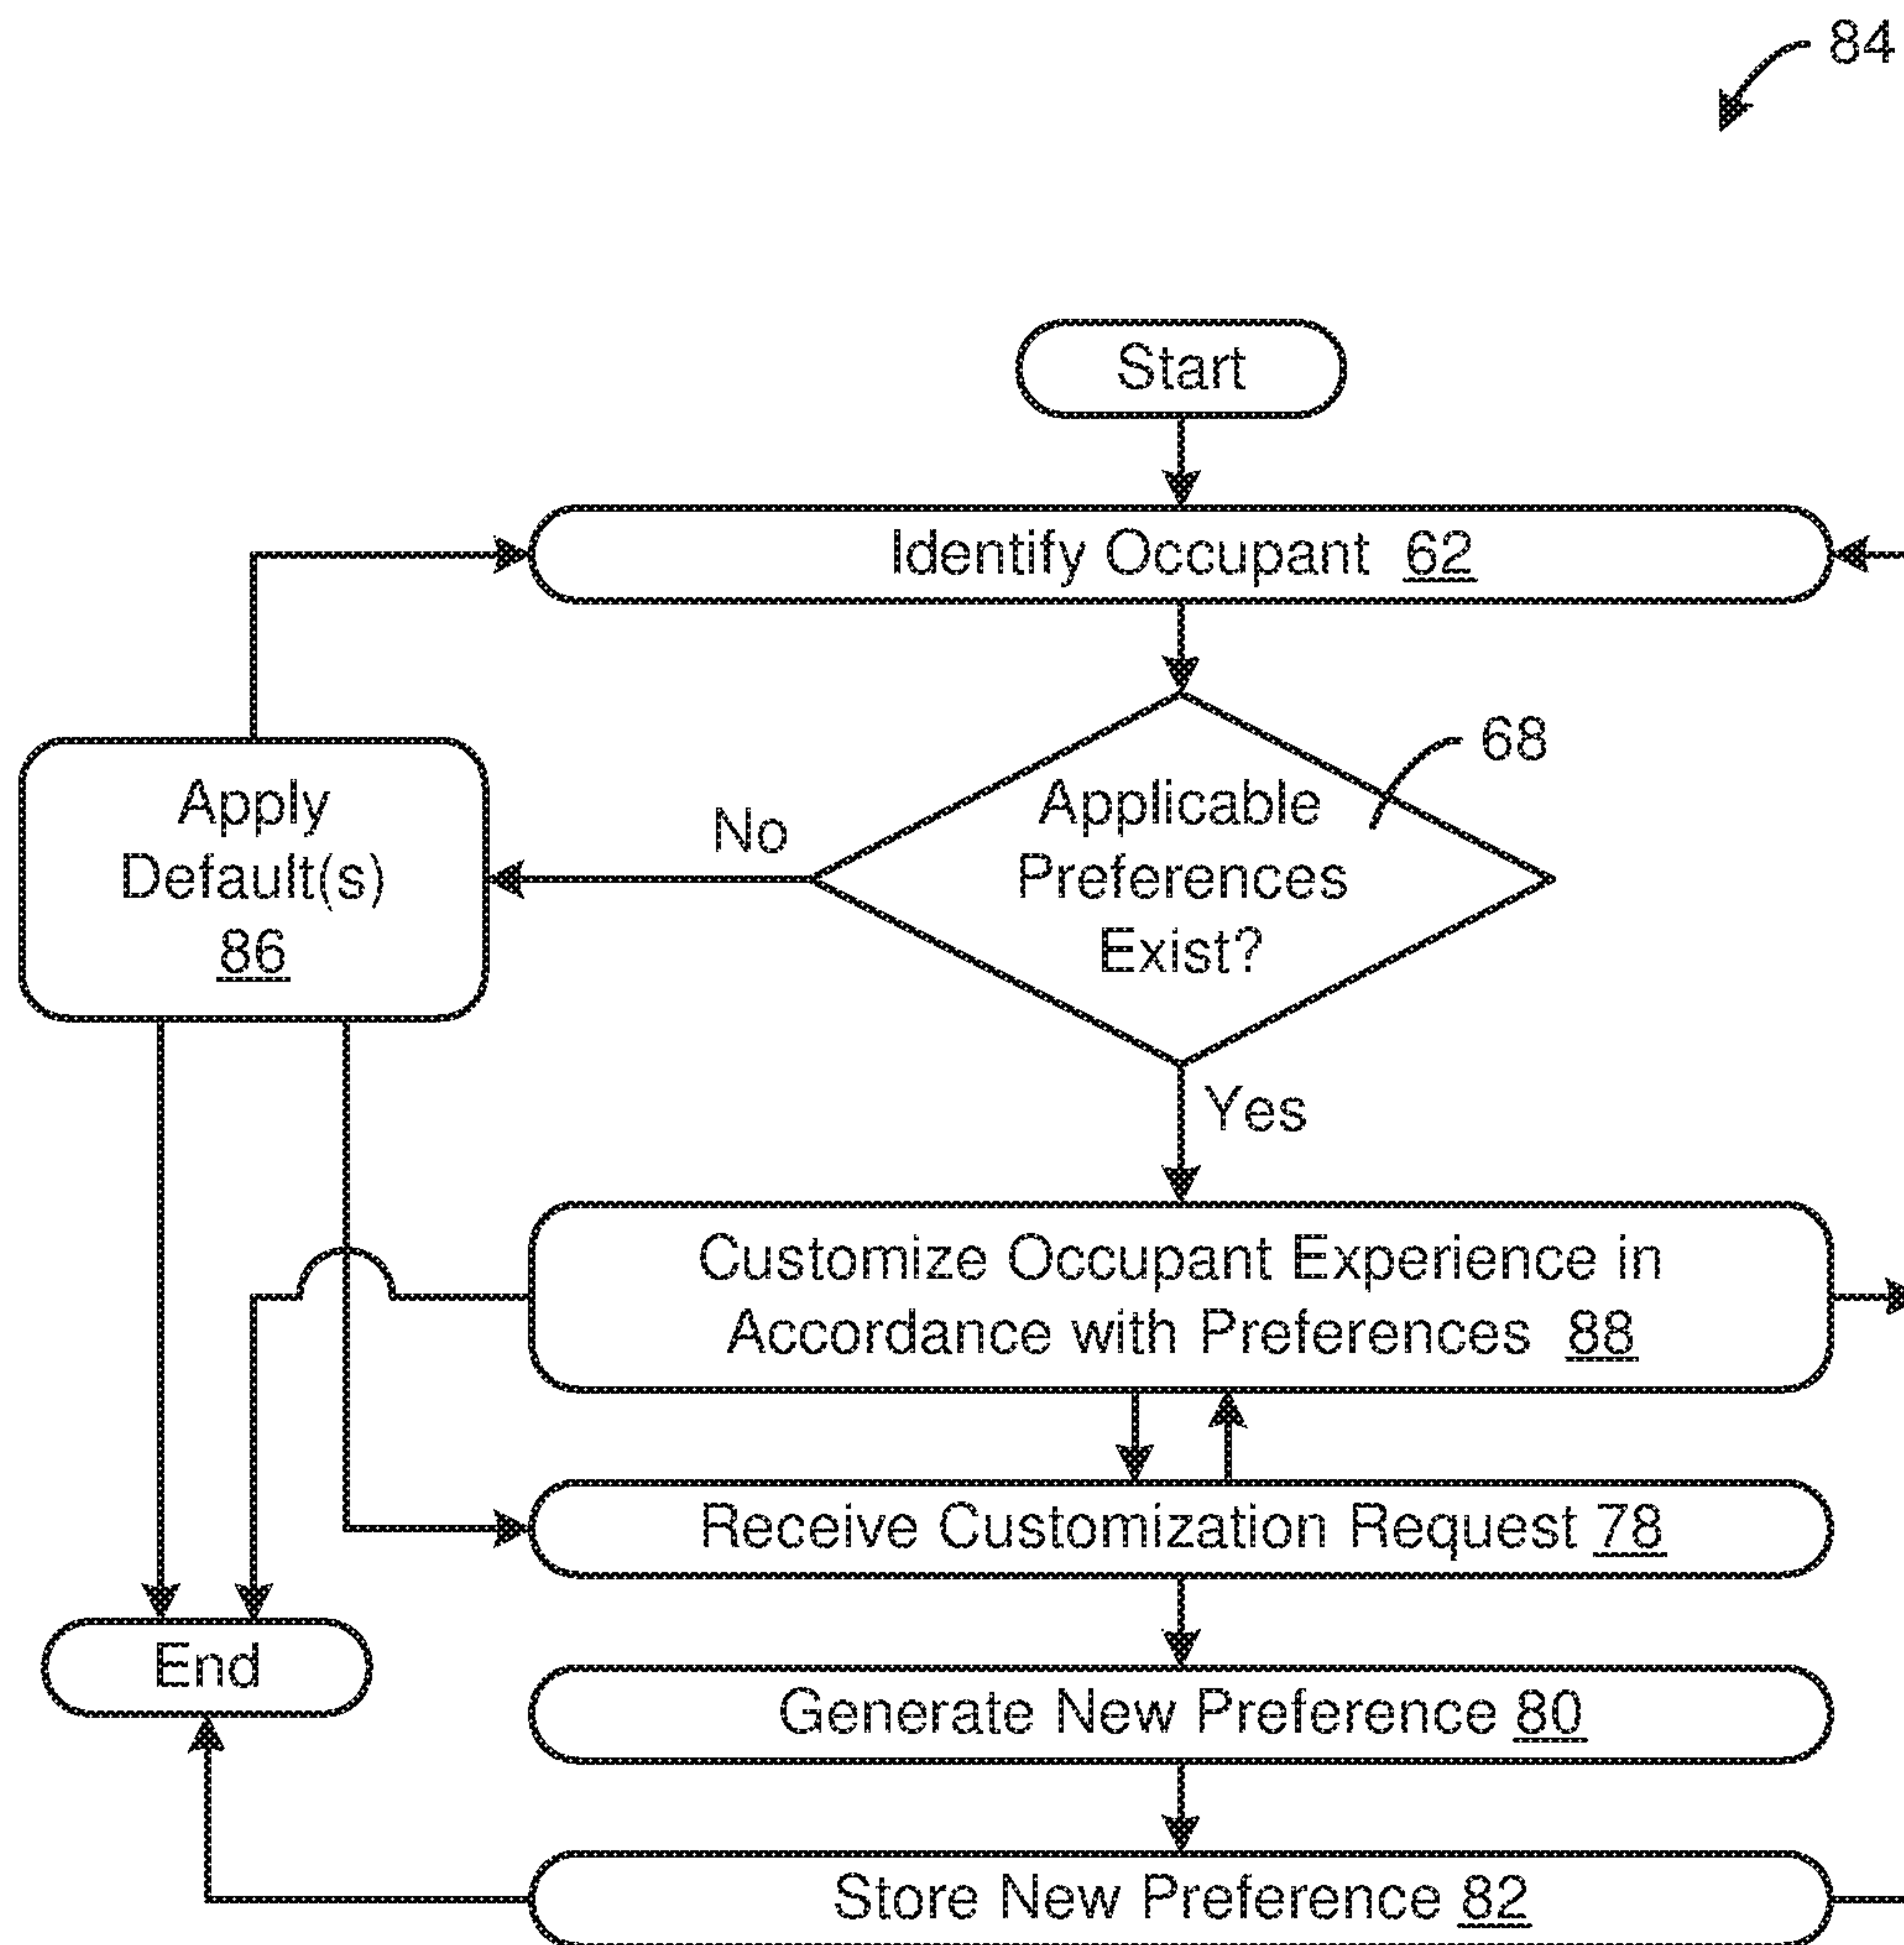 84
Start
Identify Occupant 62
68
Applicable
Preferences
Exist?
No
Apply
Default(s)
86
Yes
Customize Occupant Experience in
Accordance with Preferences 88
Receive Customization Request 78
End
Generate New Preference 80
Store New Preference 82